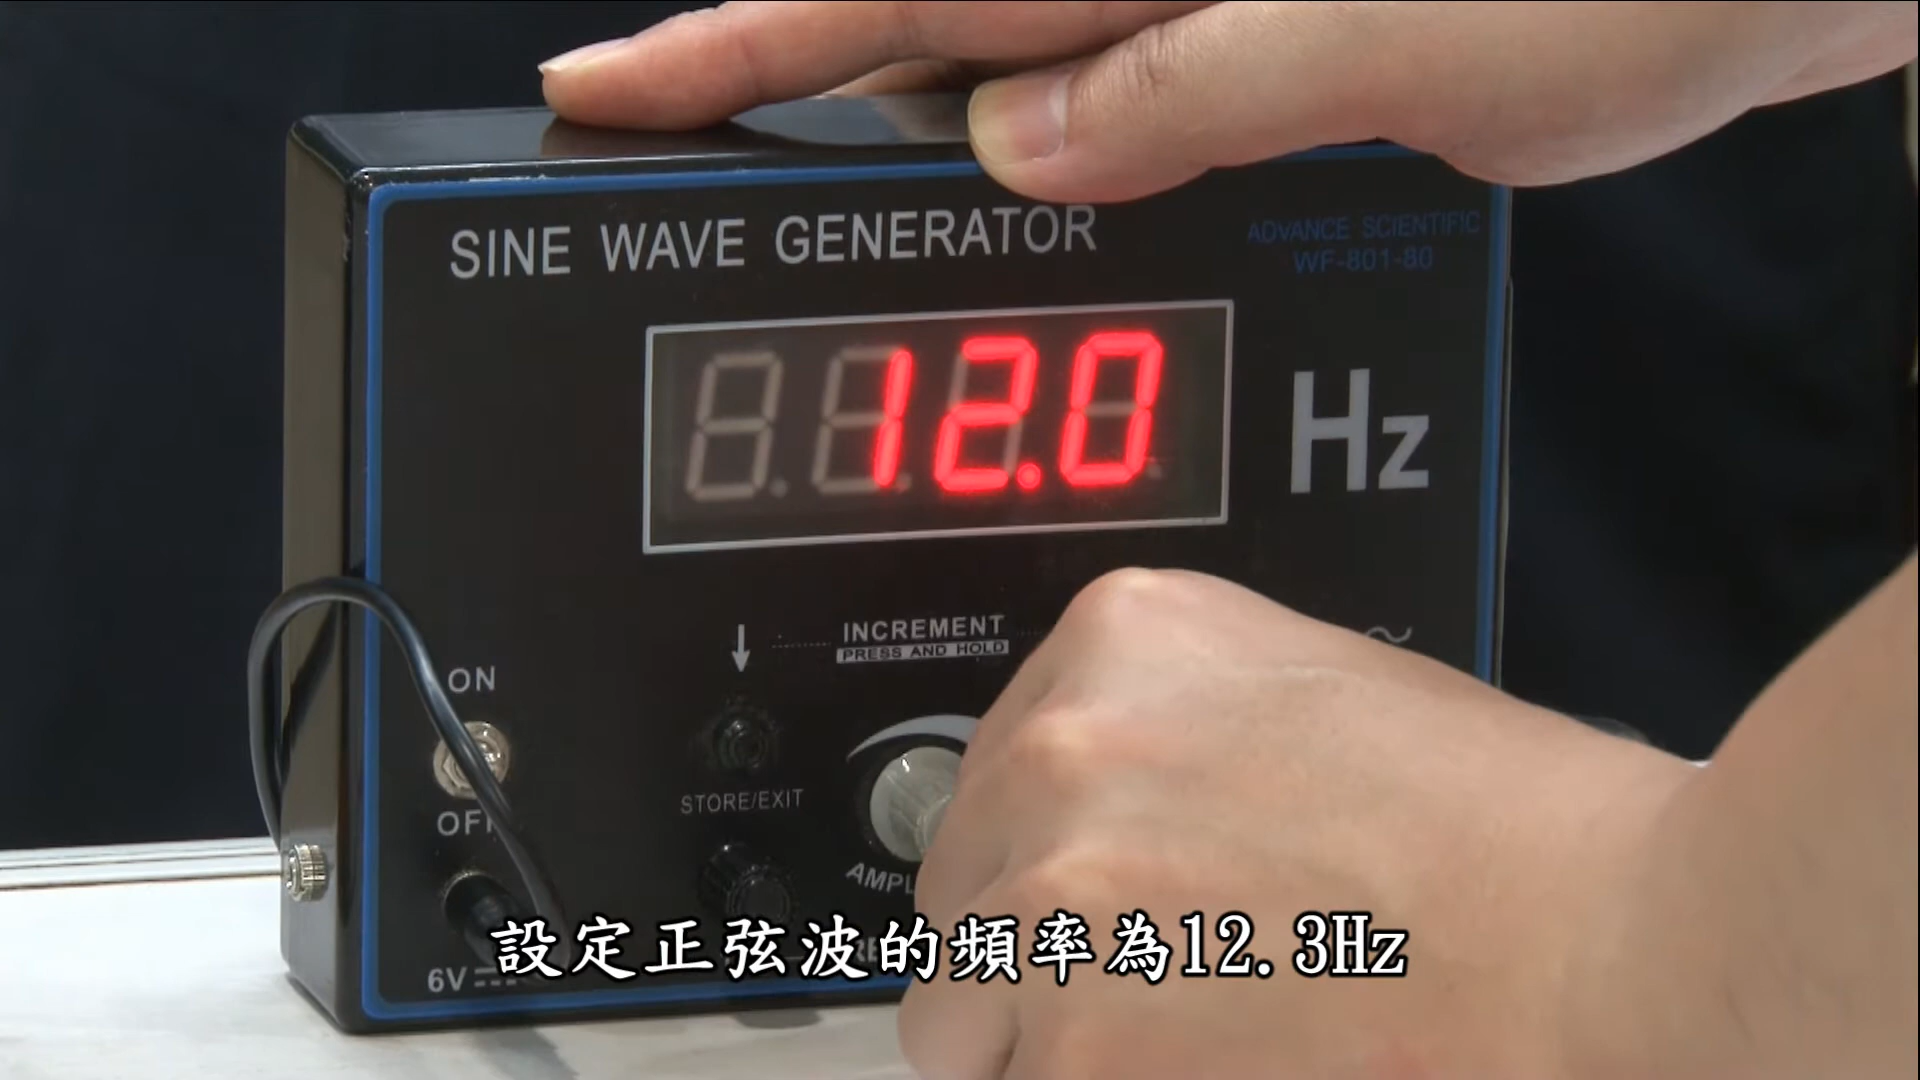 SINE WAVE GENERATOR
ADVANCE SCIENTIFIC
WF-801-80
12.0
Hz
INCREMENT
PRESS AND HOLD
ON
OFF
STORE/EXIT
6V
設定正弦波的頻率為12.3Hz